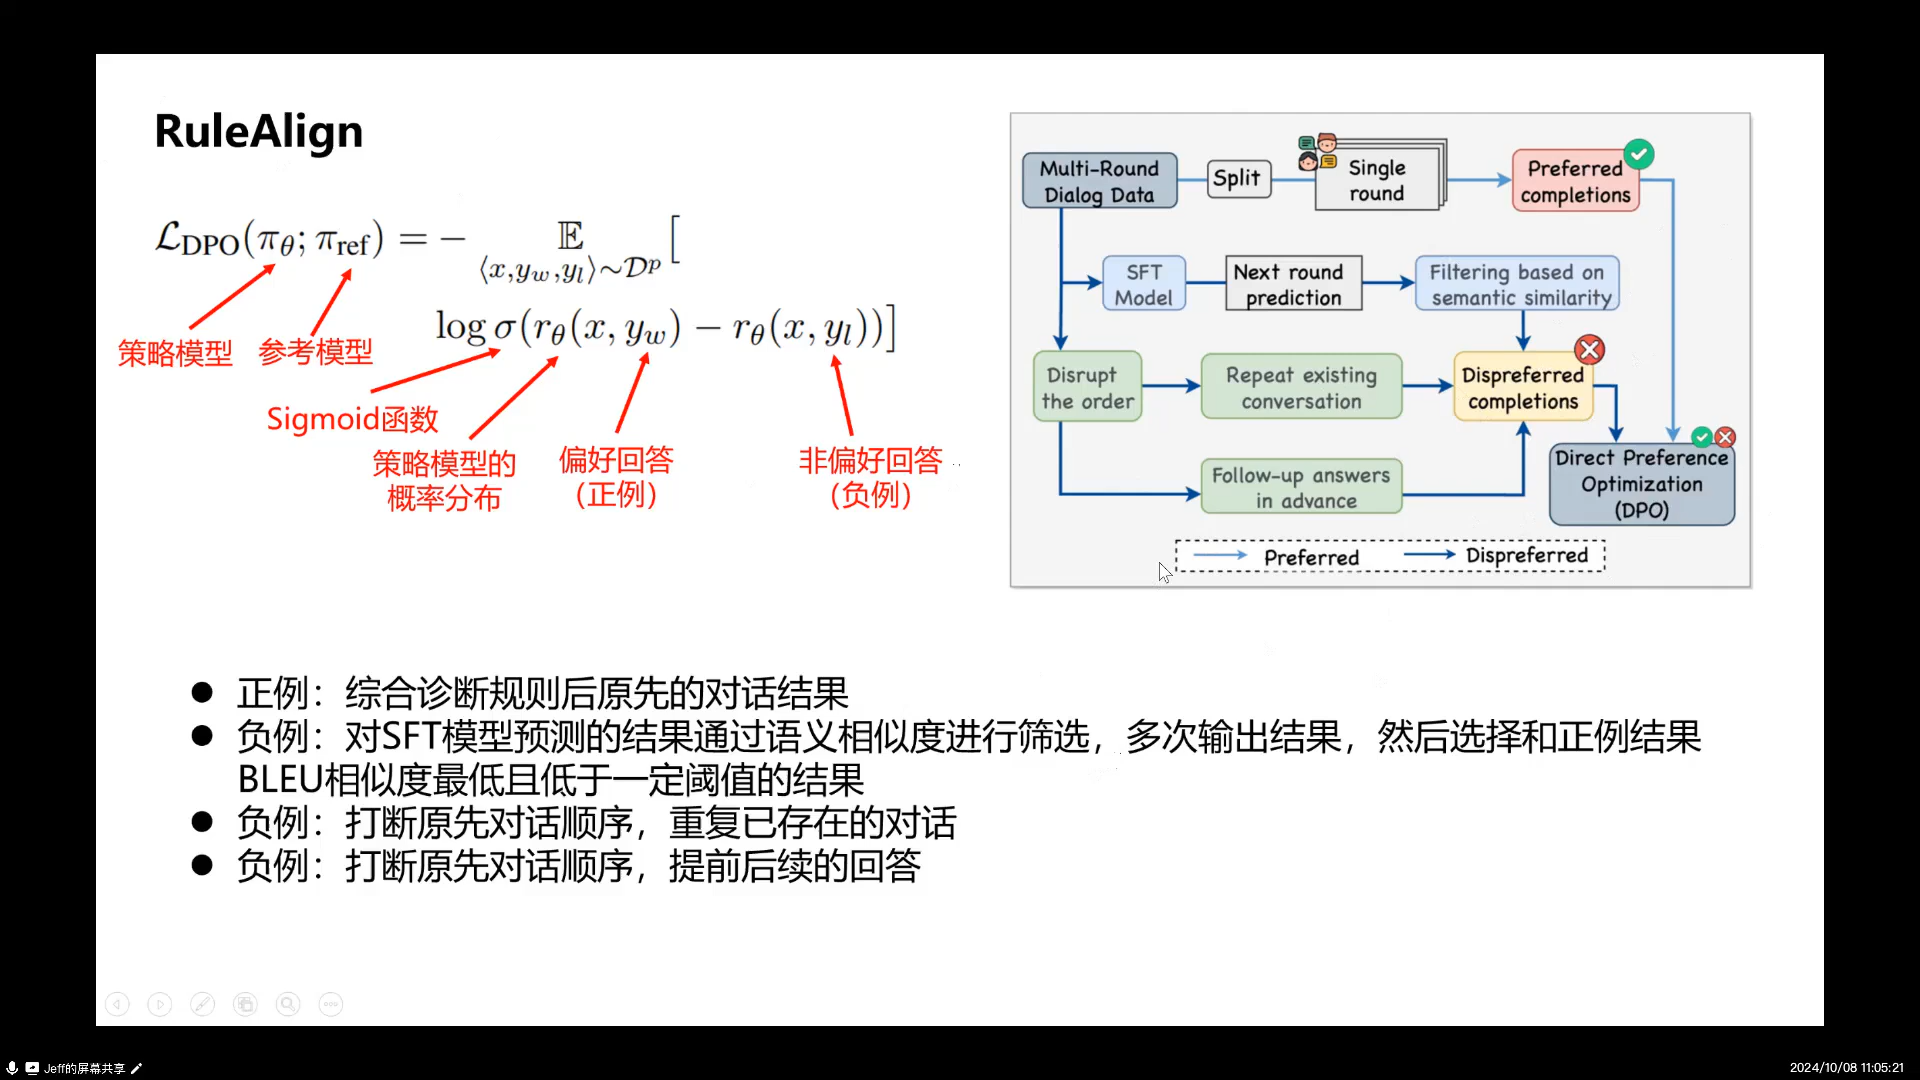 RuleAlign
ℒDPO(πθ; πref) = − 𝔼⟨x,yw,yl⟩∼𝒟ᵖ [
log σ(rθ(x, yw) − rθ(x, yl))]
策略模型 参考模型
Sigmoid函数
策略模型的
概率分布
偏好回答
（正例）
非偏好回答
（负例）
Multi-Round
Dialog Data
Split
Single
round
Preferred
completions
SFT
Model
Next round
prediction
Filtering based on
semantic similarity
Disrupt
the order
Repeat existing
conversation
Dispreferred
completions
Follow-up answers
in advance
Direct Preference
Optimization
(DPO)
Preferred
Dispreferred
● 正例：综合诊断规则后原先的对话结果
● 负例：对SFT模型预测的结果通过语义相似度进行筛选，多次输出结果，然后选择和正例结果
BLEU相似度最低且低于一定阈值的结果
● 负例：打断原先对话顺序，重复已存在的对话
● 负例：打断原先对话顺序，提前后续的回答
Jeff的屏幕共享
2024/10/08 11:05:21